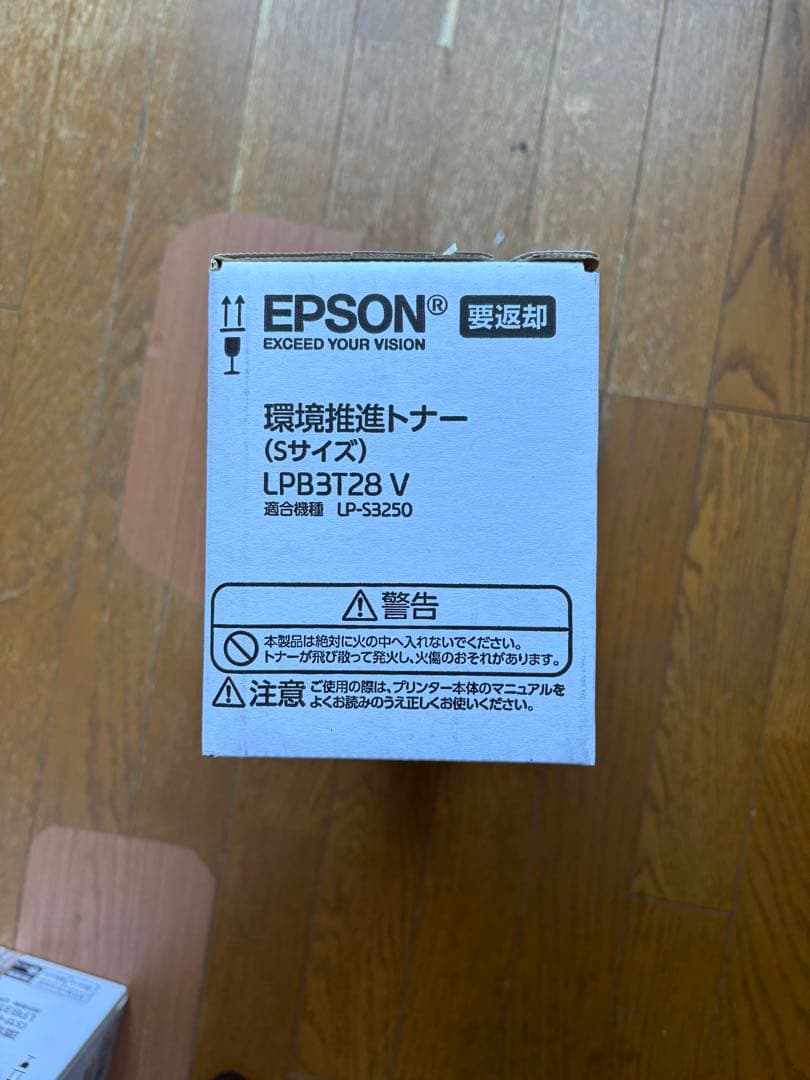 EPSON® 要返却
EXCEED YOUR VISION
環境推進トナー
(Sサイズ)
LPB3T28 V
適合機種 LP-S3250
警告
本製品は絶対に火の中へ入れないでください。
トナーが飛び散って発火し、火傷のおそれがあります。
注意 ご使用の際は、プリンター本体のマニュアルを
よくお読みのうえ正しくお使いください。